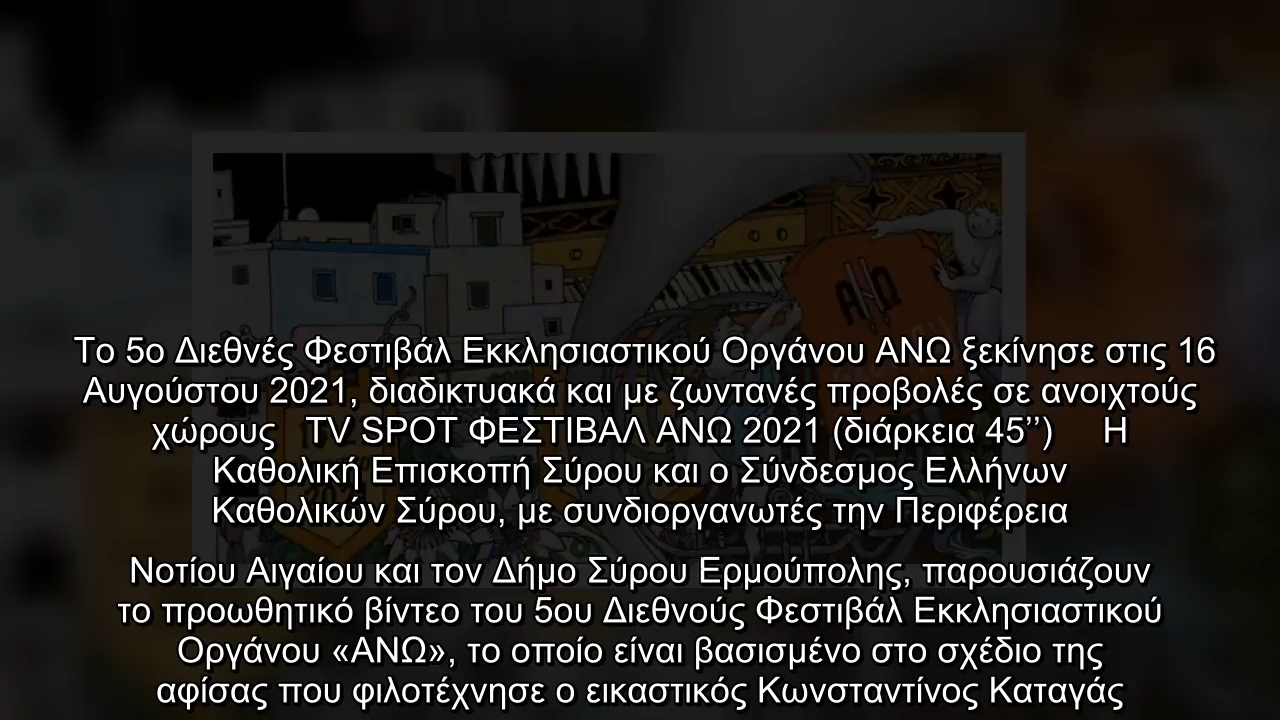 ΑΝΩ
Το 5ο Διεθνές Φεστιβάλ Εκκλησιαστικού Οργάνου ΑΝΩ ξεκίνησε στις 16
Αυγούστου 2021, διαδικτυακά και με ζωντανές προβολές σε ανοιχτούς
χώρους TV SPOT ΦΕΣΤΙΒΑΛ ΑΝΩ 2021 (διάρκεια 45’’) Η
Καθολική Επισκοπή Σύρου και ο Σύνδεσμος Ελλήνων
Καθολικών Σύρου, με συνδιοργανωτές την Περιφέρεια
Νοτίου Αιγαίου και τον Δήμο Σύρου Ερμούπολης, παρουσιάζουν
το προωθητικό βίντεο του 5ου Διεθνούς Φεστιβάλ Εκκλησιαστικού
Οργάνου «ΑΝΩ», το οποίο είναι βασισμένο στο σχέδιο της
αφίσας που φιλοτέχνησε ο εικαστικός Κωνσταντίνος Καταγάς